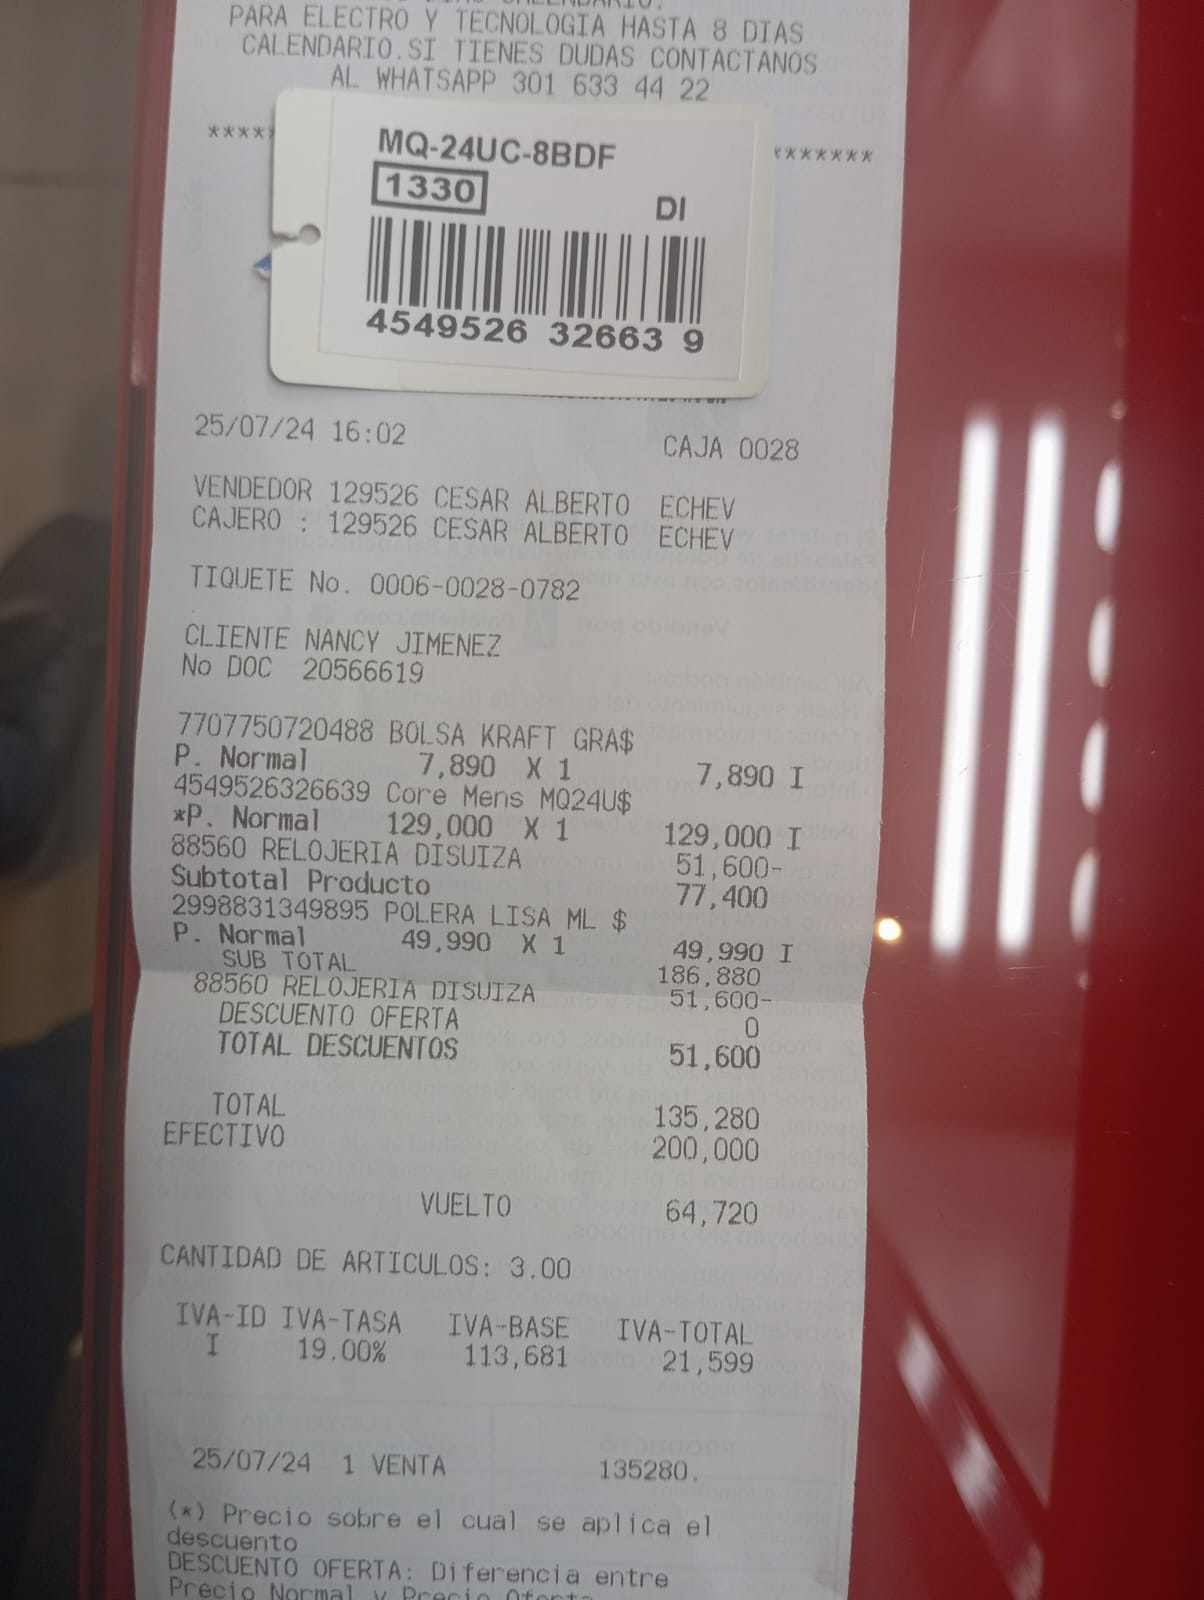 PARA ELECTRO Y TECNOLOGIA HASTA 8 DIAS
CALENDARIO.SI TIENES DUDAS CONTACTANOS
AL WHATSAPP 301 633 44 22
***** *******
MQ-24UC-8BDF
1330
DI
4549526 32663 9
25/07/24 16:02 CAJA 0028
VENDEDOR 129526 CESAR ALBERTO ECHEV
CAJERO : 129526 CESAR ALBERTO ECHEV
TIQUETE No. 0006-0028-0782
CLIENTE NANCY JIMENEZ
No DOC 20566619
7707750720488 BOLSA KRAFT GRA$
P. Normal 7,890 X 1 7,890 I
4549526326639 Core Mens MQ24U$
*P. Normal 129,000 X 1 129,000 I
88560 RELOJERIA DISUIZA 51,600-
Subtotal Producto 77,400
2998831349895 POLERA LISA ML $
P. Normal 49,990 X 1 49,990 I
SUB TOTAL 186,880
88560 RELOJERIA DISUIZA 51,600-
DESCUENTO OFERTA 0
TOTAL DESCUENTOS 51,600
TOTAL 135,280
EFECTIVO 200,000
VUELTO 64,720
CANTIDAD DE ARTICULOS: 3.00
IVA-ID IVA-TASA IVA-BASE IVA-TOTAL
I 19.00% 113,681 21,599
25/07/24 1 VENTA 135280.
(*) Precio sobre el cual se aplica el
descuento
DESCUENTO OFERTA: Diferencia entre
Precio Normal y Precio Oferta